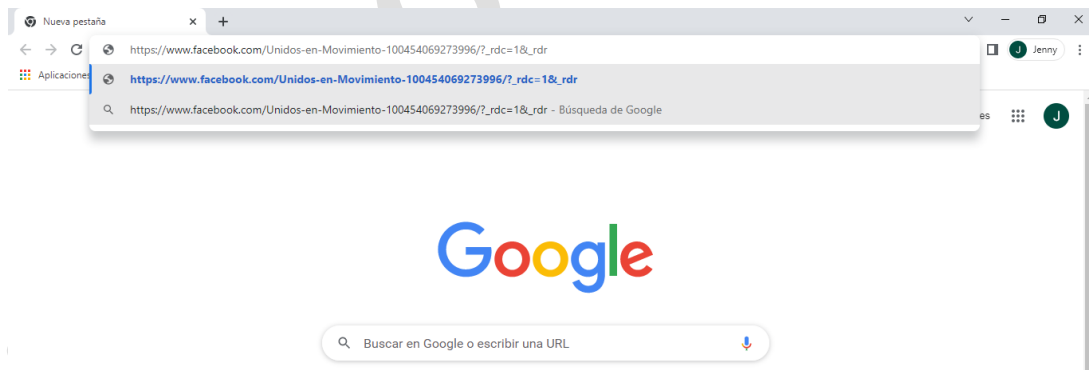 Nueva pestaña
https://www.facebook.com/Unidos-en-Movimiento-100454069273996/?_rdc=1&_rdr
Jenny
Aplicaciones
https://www.facebook.com/Unidos-en-Movimiento-100454069273996/?_rdc=1&_rdr
https://www.facebook.com/Unidos-en-Movimiento-100454069273996/?_rdc=1&_rdr - Búsqueda de Google
es
J
Google
Buscar en Google o escribir una URL